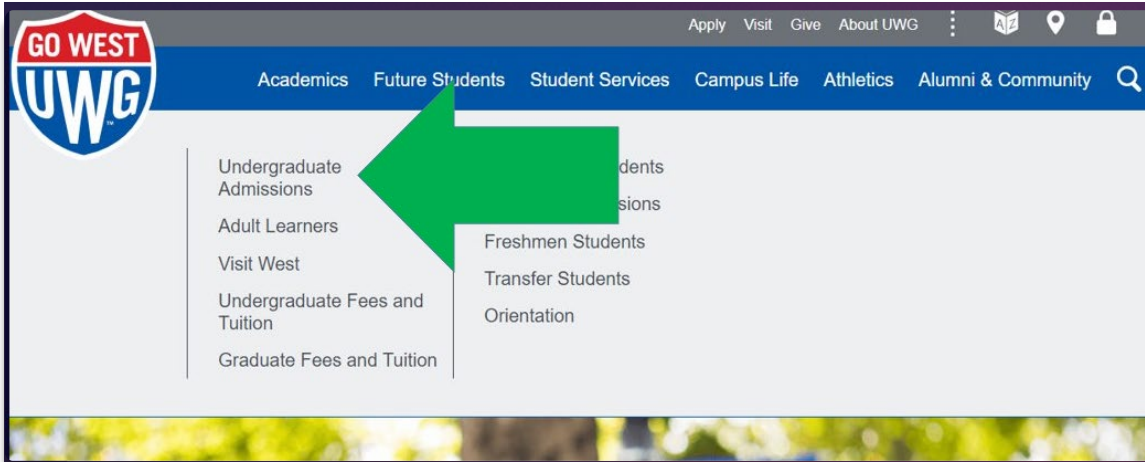 GO WEST
UWG
Apply Visit Give About UWG
A Z
Academics Future Students Student Services Campus Life Athletics Alumni & Community
Undergraduate
Admissions
Adult Learners
Visit West
Undergraduate Fees and
Tuition
Graduate Fees and Tuition
Freshmen Students
Transfer Students
Orientation